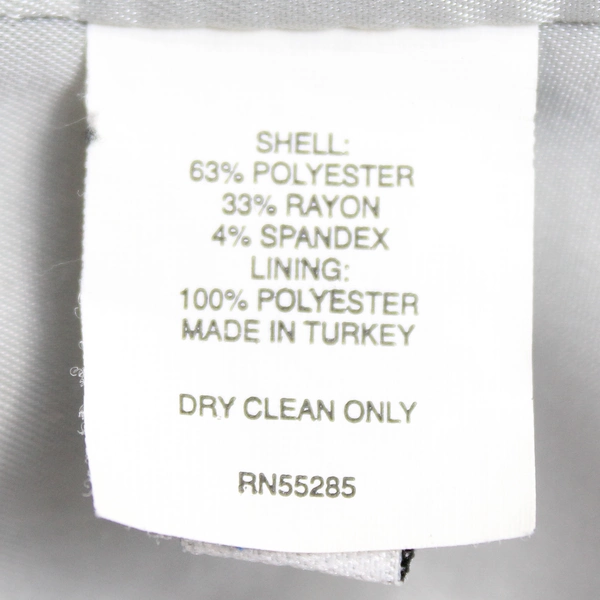 SHELL:
63% POLYESTER
33% RAYON
4% SPANDEX
LINING:
100% POLYESTER
MADE IN TURKEY
DRY CLEAN ONLY
RN55285